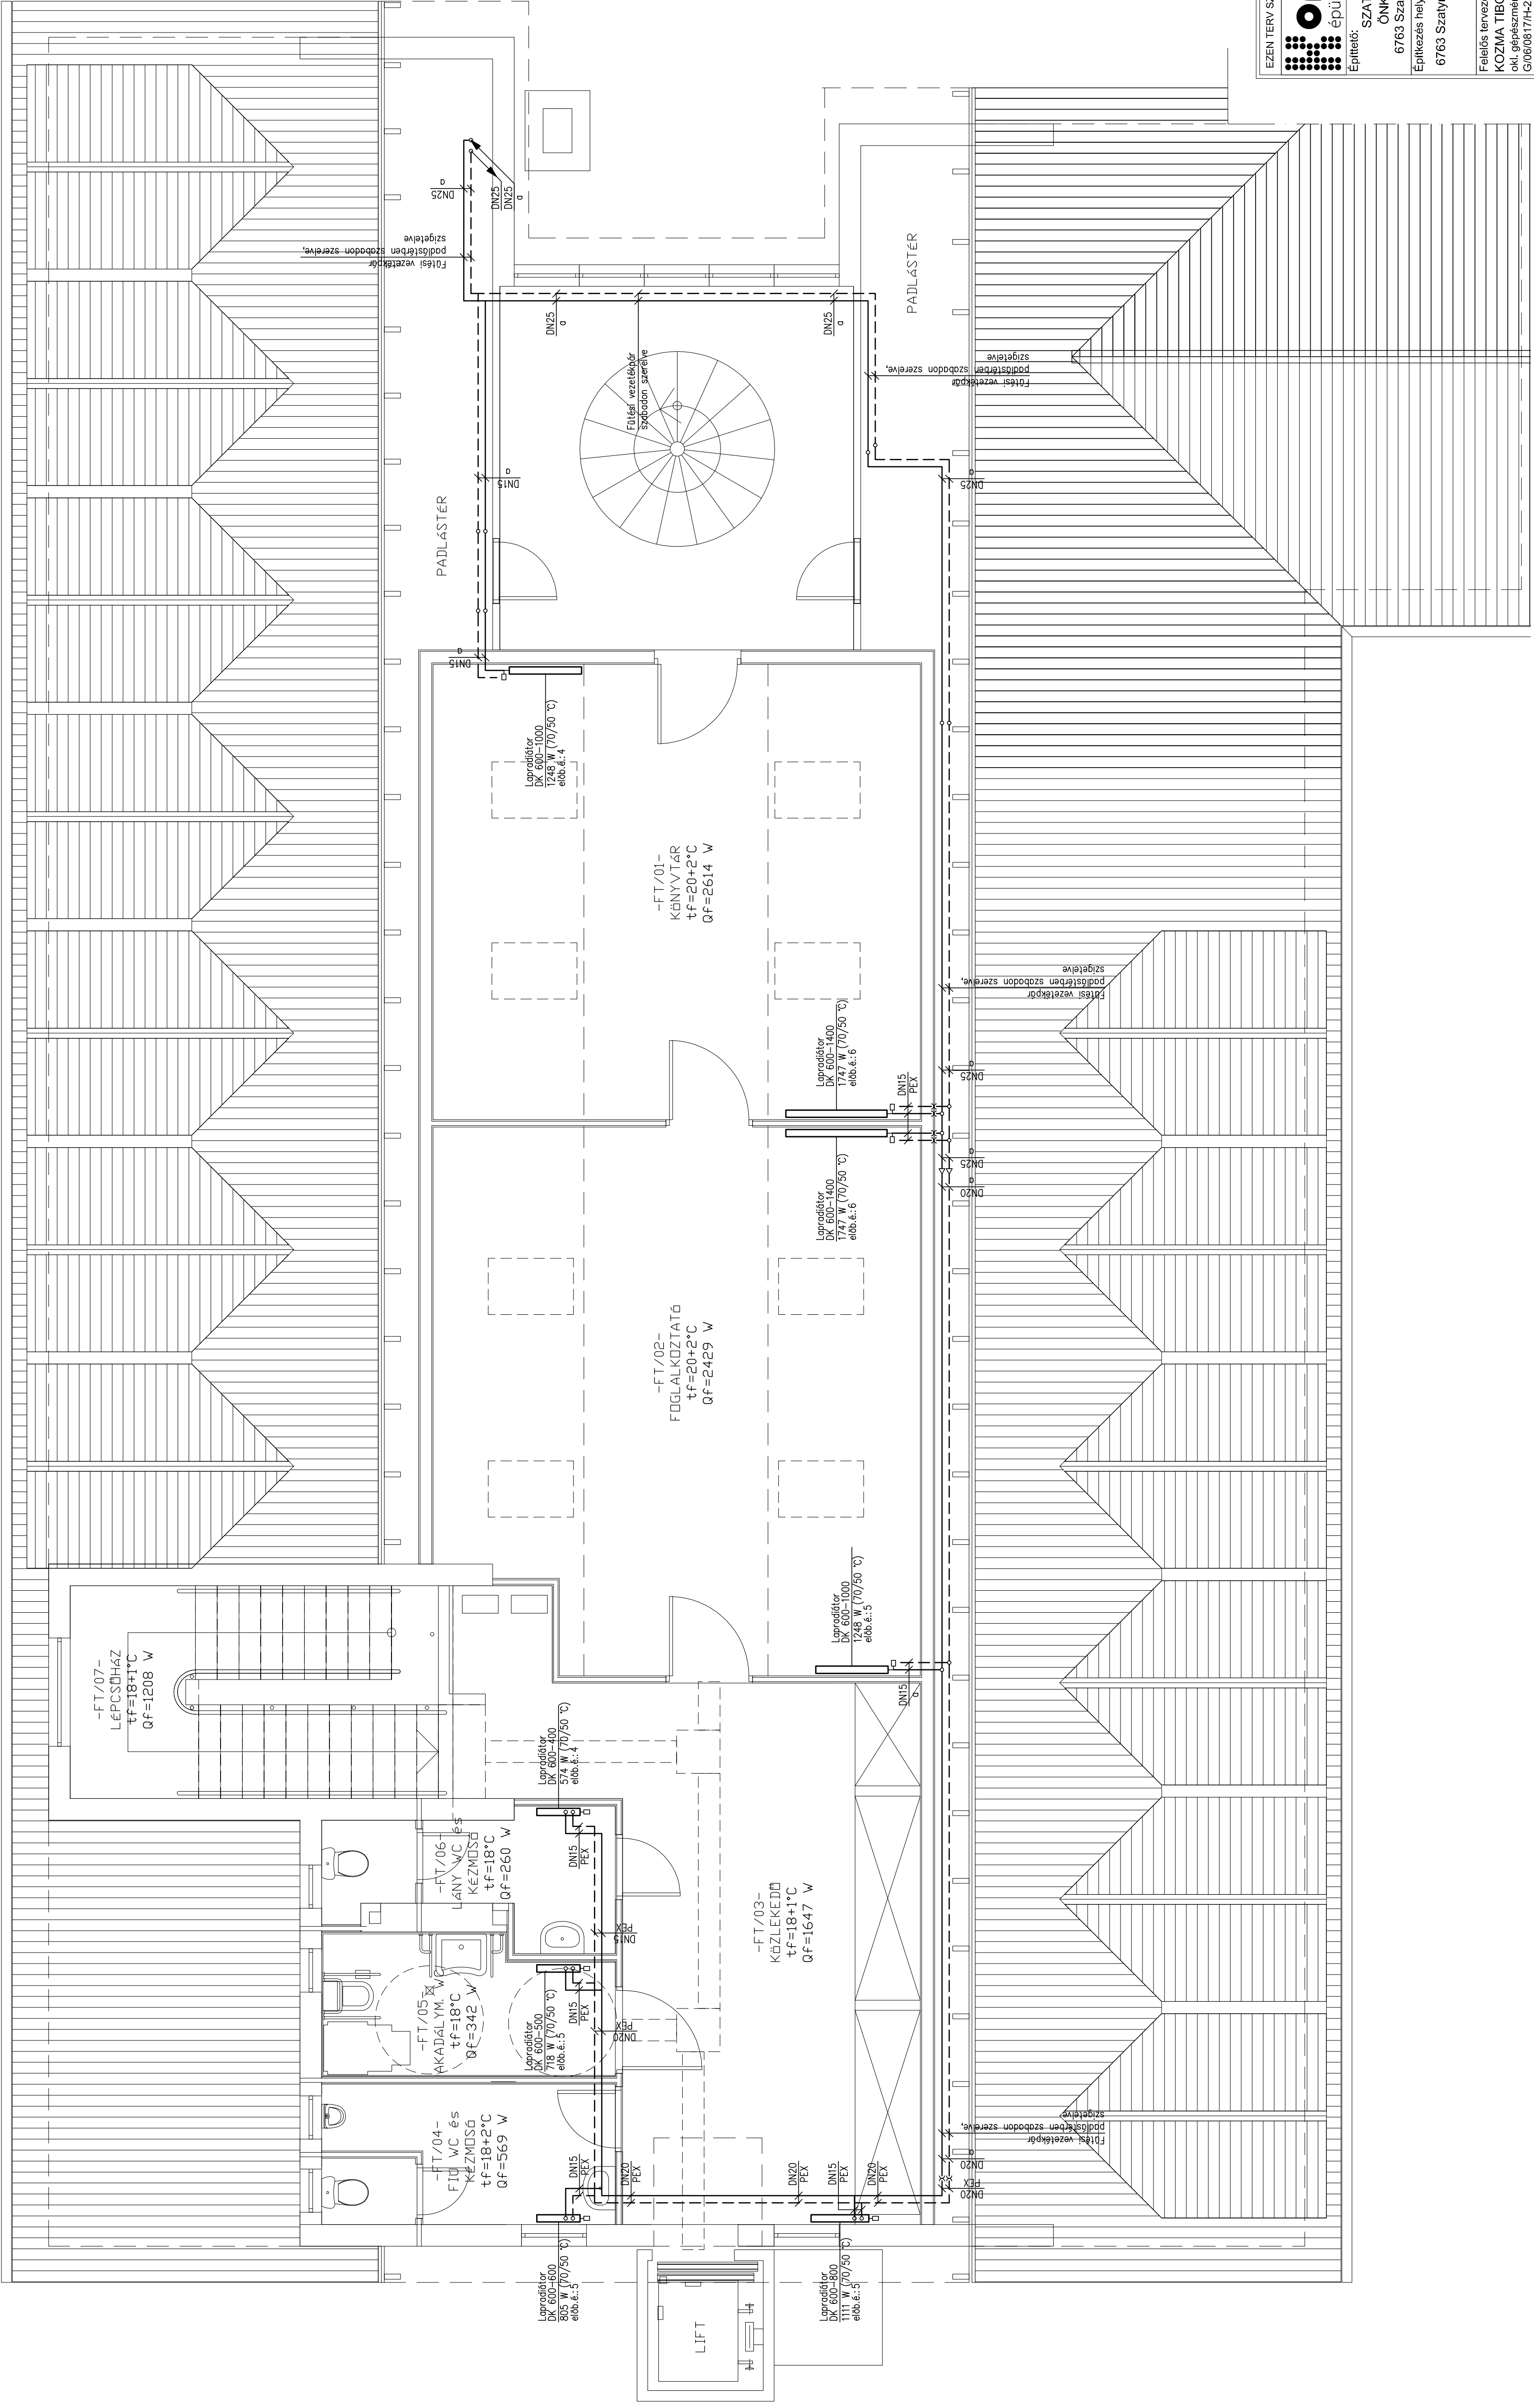 EZEN TERV SZ
épü
Építtető:
SZAT
ÖNK
6763 Sza
Építkezés hely
6763 Szatym
Felelős tervező
KOZMA TIBO
okl. gépészmér
G/06/0817/H-2
DN25
a
DN25
DN25
a
Fűtési vezetékpár
padlástérben szabadon szerelve,
szigetelve
DN25
a
DN25
a
Fűtési vezetékpár
szabadon szerelve
PADLÁSTÉR
PADLÁSTÉR
Fűtési vezetékpár
padlástérben szabadon szerelve,
szigetelve
DN15
a
DN25
a
DN15
a
Lapradiátor
DK 600-1000
1248 W (70/50 °C)
előb.é.:4
-FT/01-
KÖNYVTÁR
tf=20+2°C
Qf=2614 W
Fűtési vezetékpár
padlástérben szabadon szerelve,
szigetelve
Lapradiátor
DK 600-1400
1747 W (70/50 °C)
előb.é.:6
DN15
PEX
DN25
a
Lapradiátor
DK 600-1400
1747 W (70/50 °C)
előb.é.:6
DN25
a
DN20
a
-FT/02-
FOGLALKOZTATÓ
tf=20+2°C
Qf=2429 W
Lapradiátor
DK 600-1000
1248 W (70/50 °C)
előb.é.:5
DN15
a
-FT/07-
LÉPCSŐHÁZ
tf=18+1°C
Qf=1208 W
Lapradiátor
DK 600-400
574 W (70/50 °C)
előb.é.:4
DN15
PEX
-FT/06-
LÁNY WC és
KÉZMOSÓ
tf=18°C
Qf=260 W
DN15
PEX
-FT/03-
KÖZLEKEDŐ
tf=18+1°C
Qf=1647 W
-FT/05-
AKADÁLYM.
tf=18°C
Qf=342 W
Lapradiátor
DK 600-500
718 W (70/50 °C)
előb.é.:5
DN15
PEX
DN20
PEX
-FT/04-
FIÚ WC és
KÉZMOSÓ
tf=18+2°C
Qf=569 W
DN15
PEX
DN20
PEX
DN20
PEX
DN15
PEX
DN20
PEX
Fűtési vezetékpár
padlástérben szabadon szerelve,
szigetelve
DN20
a
DN20
PEX
Lapradiátor
DK 600-600
805 W (70/50 °C)
előb.é.:5
Lapradiátor
DK 600-800
1111 W (70/50 °C)
előb.é.:5
LIFT